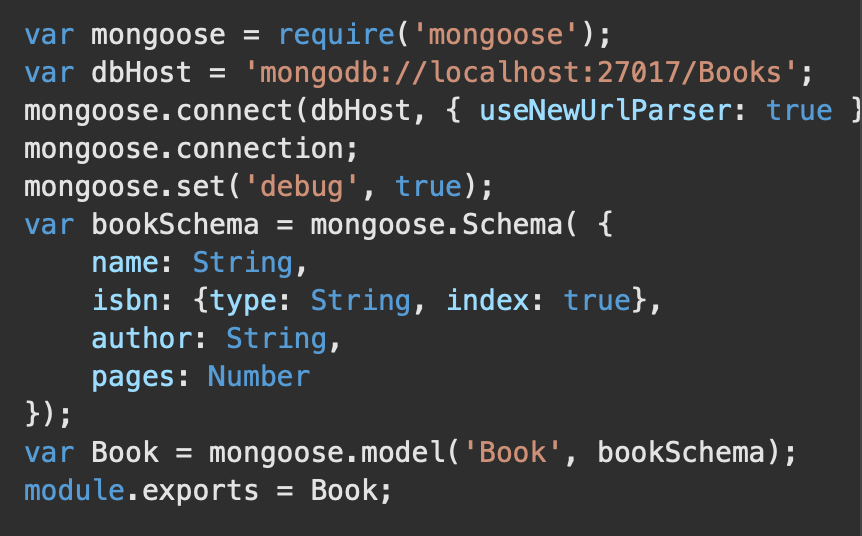 var mongoose = require('mongoose');
var dbHost = 'mongodb://localhost:27017/Books';
mongoose.connect(dbHost, { useNewUrlParser: true }
mongoose.connection;
mongoose.set('debug', true);
var bookSchema = mongoose.Schema( {
    name: String,
    isbn: {type: String, index: true},
    author: String,
    pages: Number
});
var Book = mongoose.model('Book', bookSchema);
module.exports = Book;